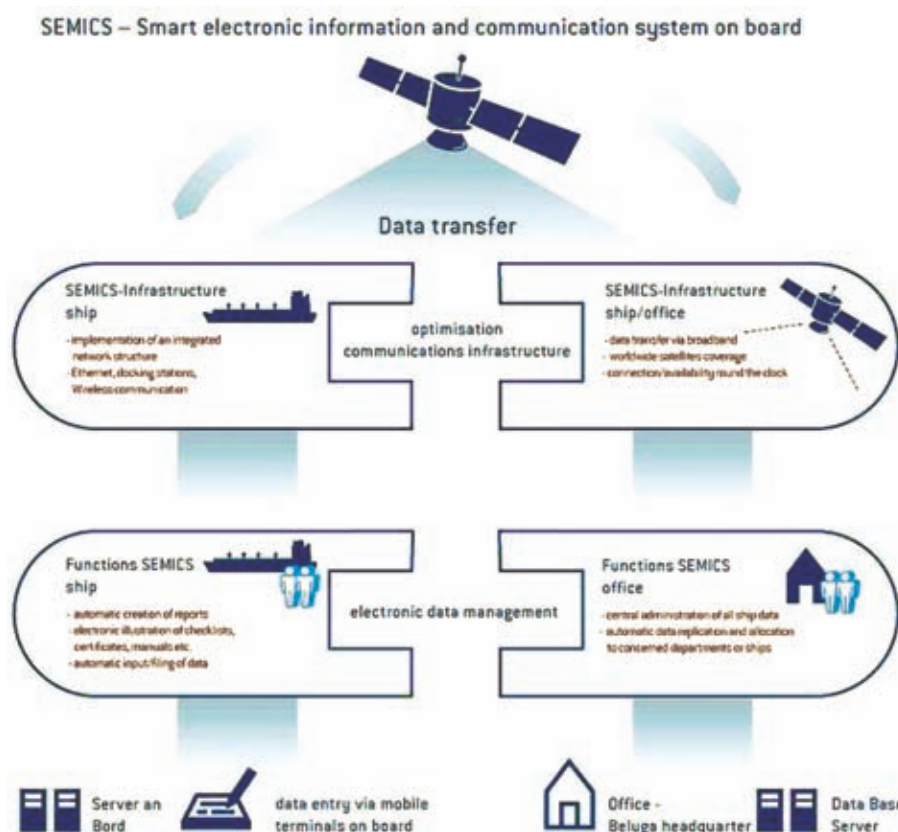 SEMICS – Smart electronic information and communication system on board
Data transfer
SEMICS-Infrastructure
ship
- implementation of an integrated
network structure
- Ethernet, docking stations,
Wireless communication
optimisation
communications infrastructure
SEMICS-Infrastructure
ship/office
- data transfer via broadband
- worldwide satellites coverage
- connection/availability round the clock
Functions SEMICS
ship
- automatic creation of reports
- electronic illustration of checklists,
certificates, manuals etc.
- automatic input/filing of data
electronic data management
Functions SEMICS
office
- central administration of all ship data
- automatic data replication and allocation
to concerned departments or ships
Server an
Bord
data entry via mobile
terminals on board
Office -
Beluga headquarter
Data Base
Server